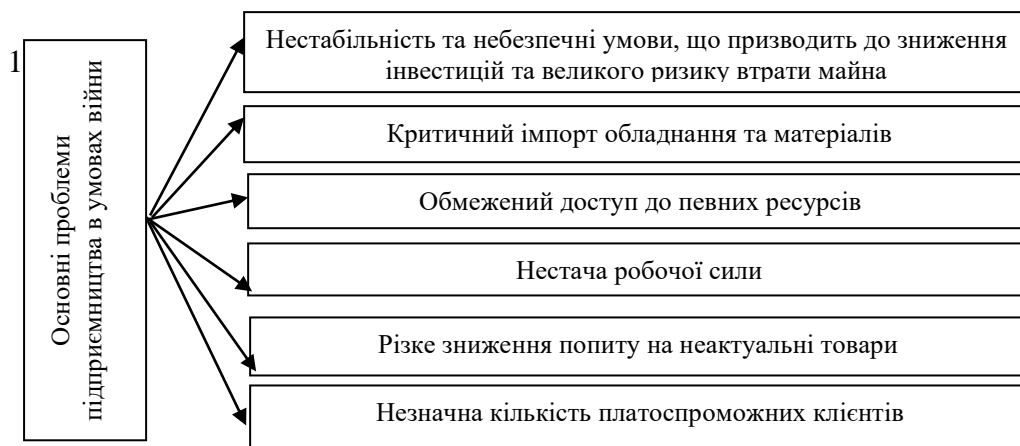 1
Основні проблеми
підприємництва в умовах війни
Нестабільність та небезпечні умови, що призводить до зниження
інвестицій та великого ризику втрати майна
Критичний імпорт обладнання та матеріалів
Обмежений доступ до певних ресурсів
Нестача робочої сили
Різке зниження попиту на неактуальні товари
Незначна кількість платоспроможних клієнтів